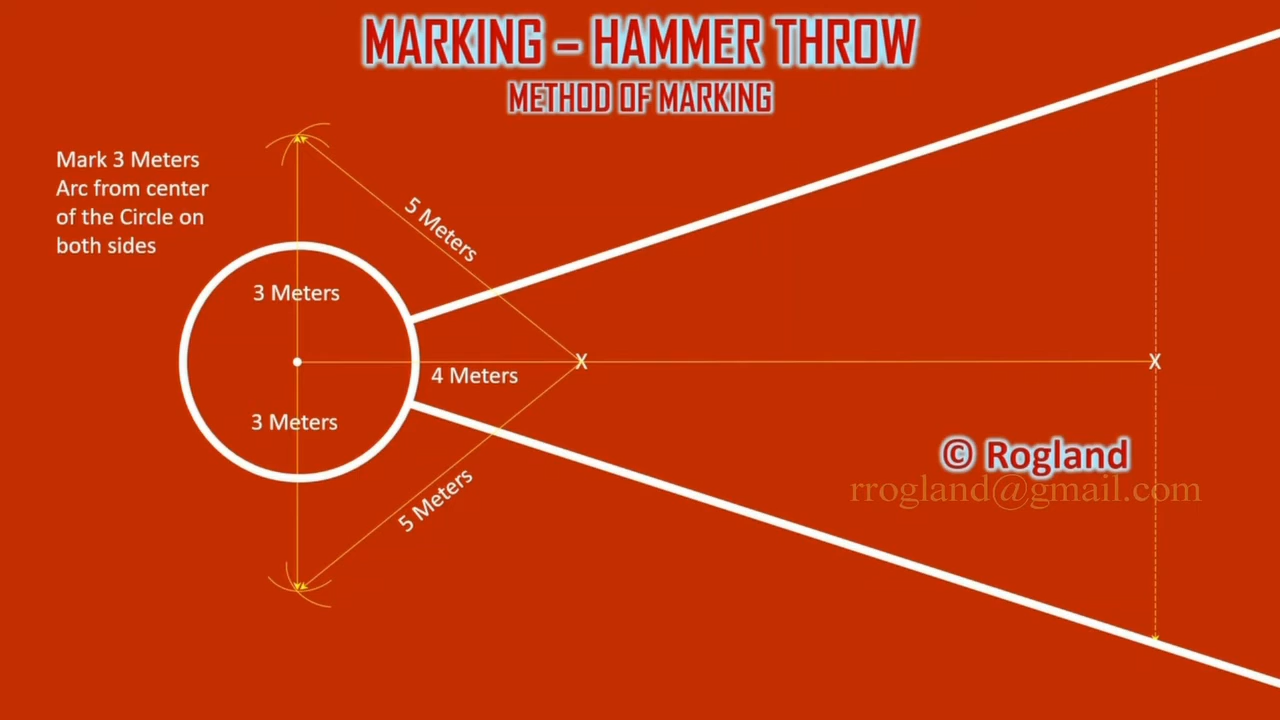 MARKING – HAMMER THROW
METHOD OF MARKING
Mark 3 Meters
Arc from center
of the Circle on
both sides
5 Meters
3 Meters
X
X
4 Meters
3 Meters
5 Meters
© Rogland
rrogland@gmail.com